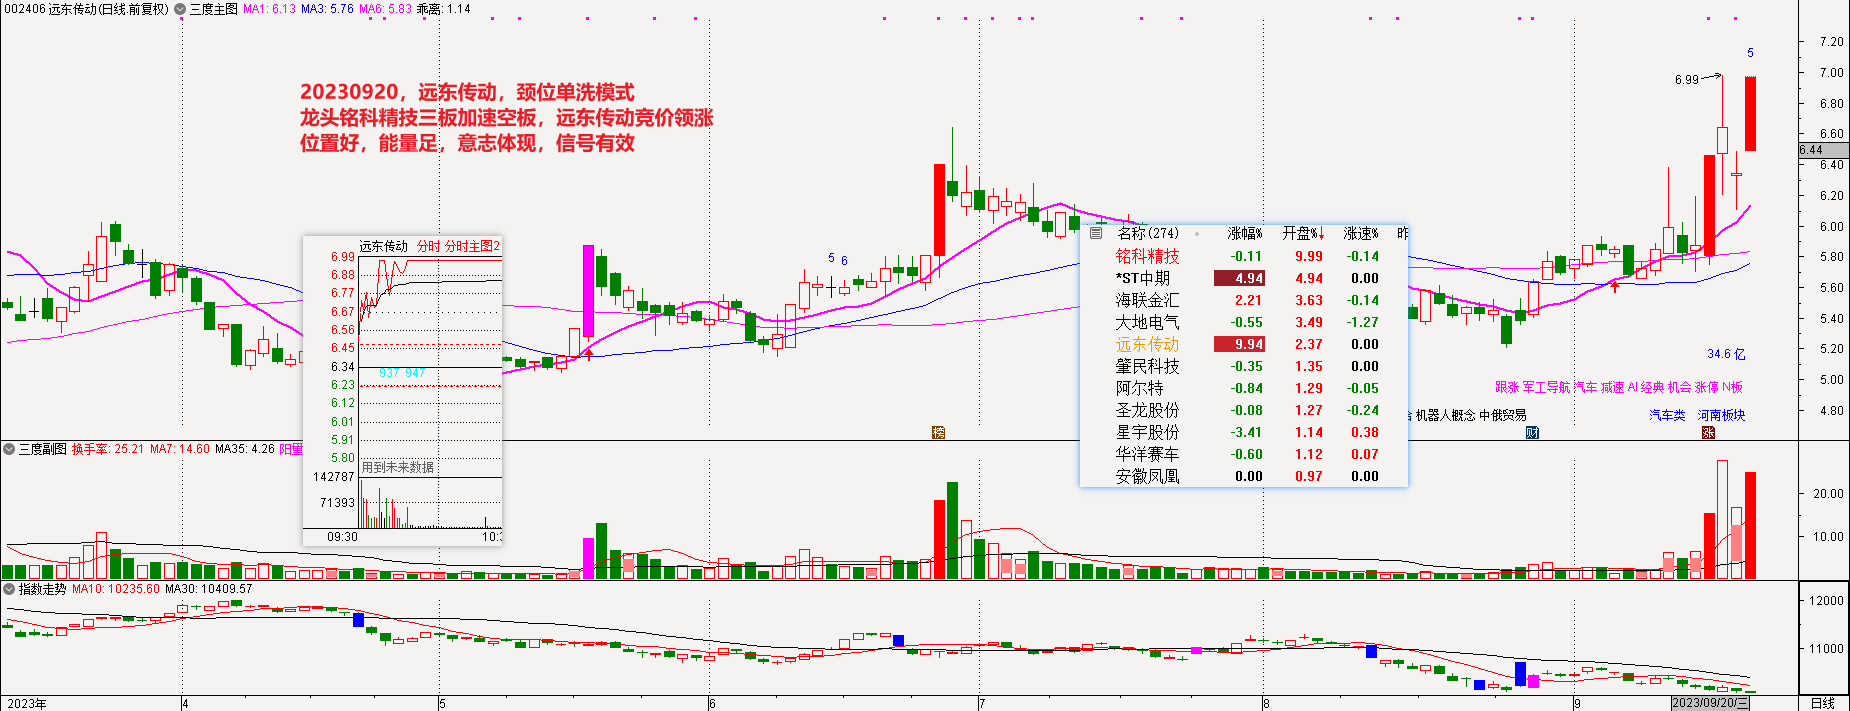 002406 远东传动(日线.前复权) 三度主图 MA1: 6.13 MA3: 5.76 MA6: 5.83 乖离: 1.14
20230920，远东传动，颈位单洗模式
龙头铭科精技三板加速空板，远东传动竞价领涨
位置好，能量足，意志体现，信号有效
5
6.99
7.20
7.00
6.80
6.60
6.44
6.40
6.20
6.00
5.80
5.60
5.40
5.20
5.00
4.80
5 6
远东传动 分时 分时主图2
6.99
6.88
6.77
6.67
6.56
6.45
6.34
6.23
6.12
6.01
5.91
5.80
937 947
用到未来数据
142787
71393
09:30
名称(274) 涨幅% 开盘%↓ 涨速% 昨
铭科精技 -0.11 9.99 -0.14
*ST中期 4.94 4.94 0.00
海联金汇 2.21 3.63 -0.14
大地电气 -0.55 3.49 -1.27
远东传动 9.94 2.37 0.00
肇民科技 -0.35 1.35 0.00
阿尔特 -0.84 1.29 -0.05
圣龙股份 -0.08 1.27 -0.24
星宇股份 -3.41 1.14 0.38
华洋赛车 -0.60 1.12 0.07
安徽凤凰 0.00 0.97 0.00
34.6 亿
跟涨 军工导航 汽车 减速 AI 经典 机会 涨停 N板
机器人概念 中俄贸易
汽车类 河南板块
榜
财
涨
三度副图 换手率: 25.21 MA7: 14.60 MA35: 4.26 阳量
20.00
10.00
指数走势 MA10: 10235.60 MA30: 10409.57
12000
11000
2023年 4 5 6 7 8 9 2023/09/20/三 日线